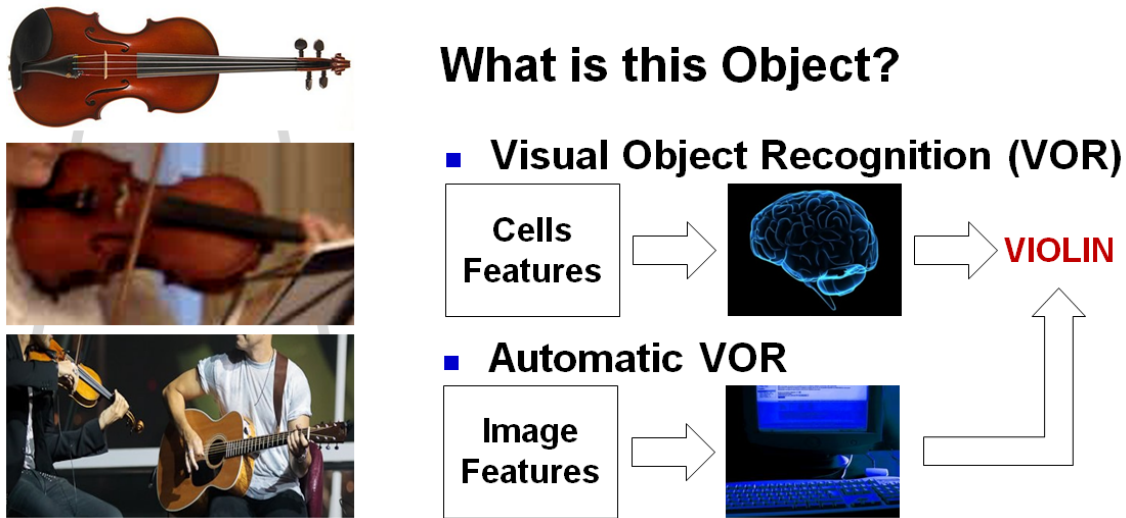 What is this Object?
Visual Object Recognition (VOR)
Cells
Features
VIOLIN
Automatic VOR
Image
Features